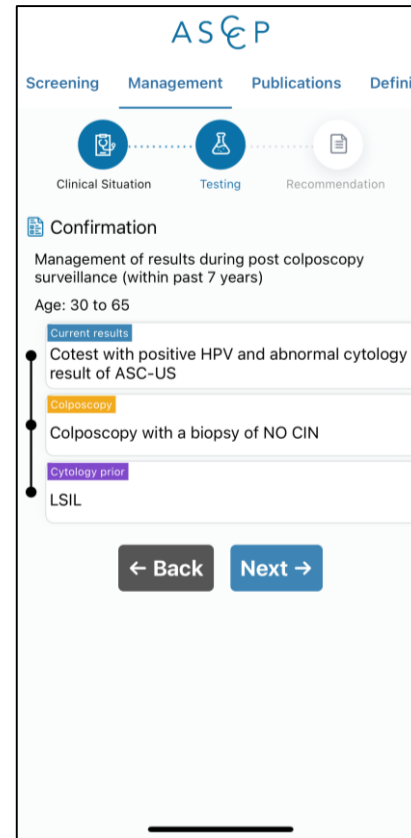 ASCCP
Screening Management Publications Defini
Clinical Situation Testing Recommendation
Confirmation
Management of results during post colposcopy
surveillance (within past 7 years)
Age: 30 to 65
Current results
Cotest with positive HPV and abnormal cytology
result of ASC-US
Colposcopy
Colposcopy with a biopsy of NO CIN
Cytology prior
LSIL
← Back Next →